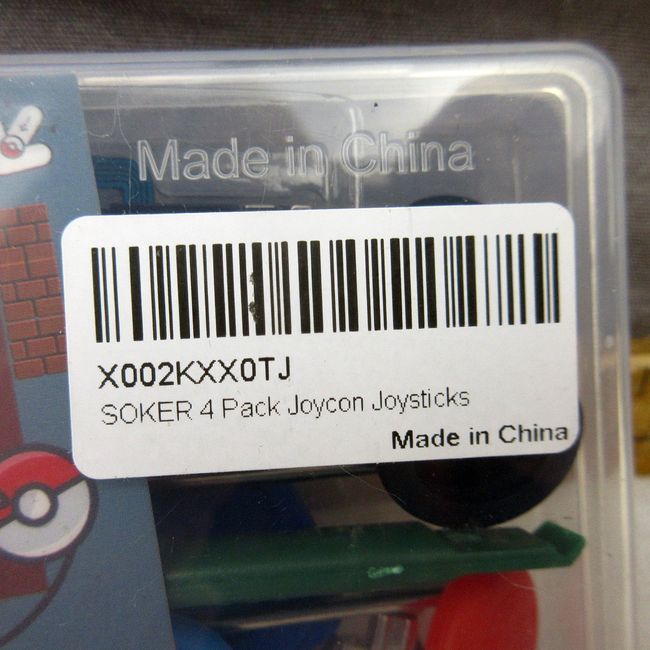 Made in China
X002KXX0TJ
SOKER 4 Pack Joycon Joysticks
Made in China